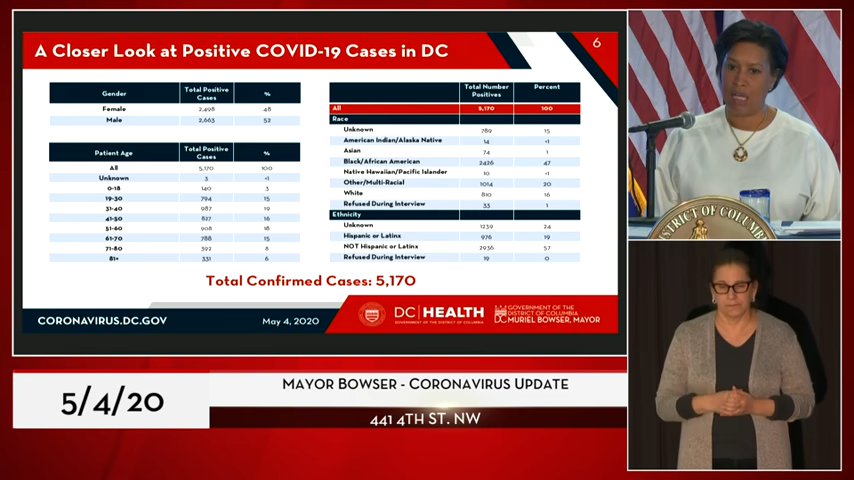 6
A Closer Look at Positive COVID-19 Cases in DC
Gender Total Positive Cases %
Female 2,498 48
Male 2,663 52
Patient Age Total Positive Cases %
All 5,170 100
Unknown 3 <1
0-18 140 3
19-30 794 15
31-40 987 19
41-50 827 16
51-60 908 18
61-70 788 15
71-80 392 8
81+ 331 6
Total Number Positives Percent
All 5,170 100
Race
Unknown 789 15
American Indian/Alaska Native 14 <1
Asian 74 1
Black/African American 2426 47
Native Hawaiian/Pacific Islander 10 <1
Other/Multi-Racial 1014 20
White 810 16
Refused During Interview 33 1
Ethnicity
Unknown 1239 24
Hispanic or Latinx 976 19
NOT Hispanic or Latinx 2936 57
Refused During Interview 19 0
Total Confirmed Cases: 5,170
CORONAVIRUS.DC.GOV
May 4, 2020
DC HEALTH
GOVERNMENT OF THE DISTRICT OF COLUMBIA
GOVERNMENT OF THE
DISTRICT OF COLUMBIA
DC MURIEL BOWSER, MAYOR
DISTRICT OF COLUMB
5/4/20
MAYOR BOWSER - CORONAVIRUS UPDATE
441 4TH ST. NW